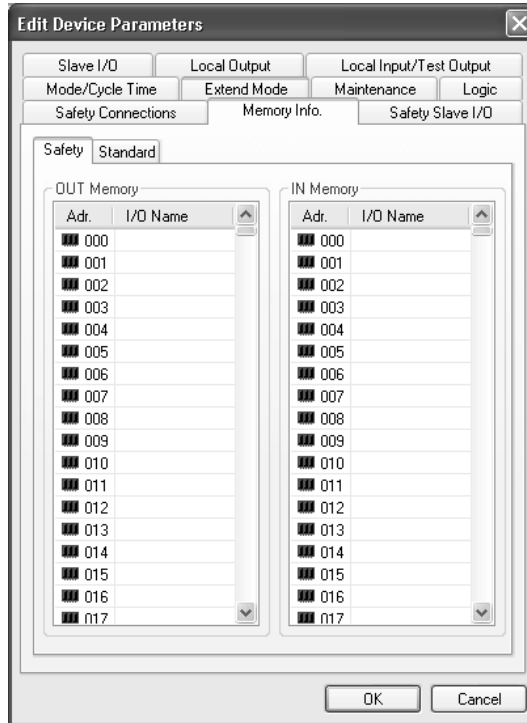 Edit Device Parameters
Slave I/O Local Output Local Input/Test Output
Mode/Cycle Time Extend Mode Maintenance Logic
Safety Connections Memory Info. Safety Slave I/O
Safety Standard
OUT Memory IN Memory
Adr. I/O Name Adr. I/O Name
000 000
001 001
002 002
003 003
004 004
005 005
006 006
007 007
008 008
009 009
010 010
011 011
012 012
013 013
014 014
015 015
016 016
017 017
OK Cancel